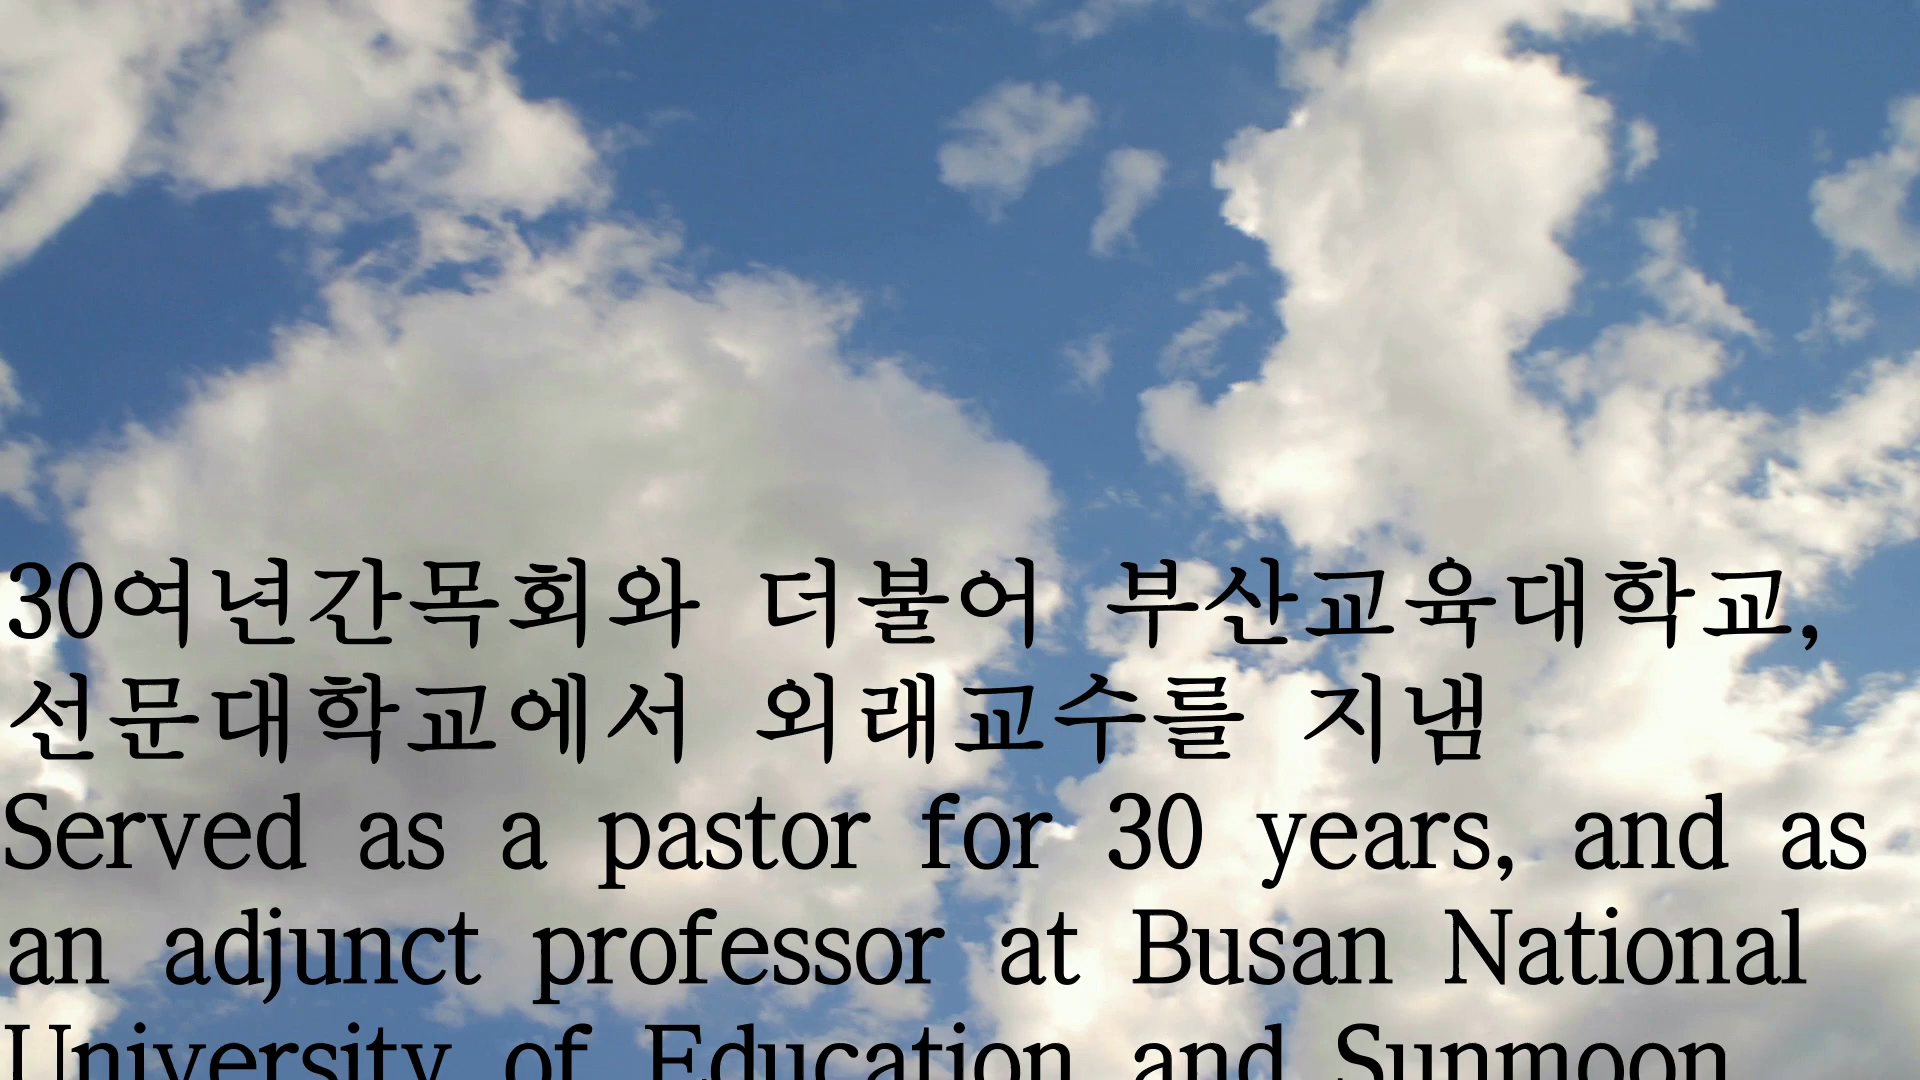 30여년간목회와 더불어 부산교육대학교,
선문대학교에서 외래교수를 지냄
Served as a pastor for 30 years, and as
an adjunct professor at Busan National
University of Education and Sunmoon